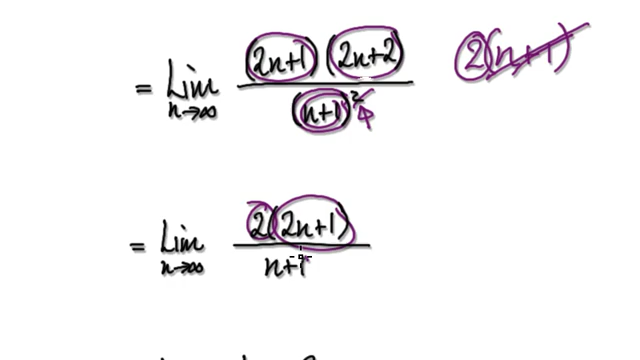 = Lim n→∞ (2n+1)(2n+2) / (n+1)² 2(n+1)
= Lim n→∞ 2(2n+1) / n+1